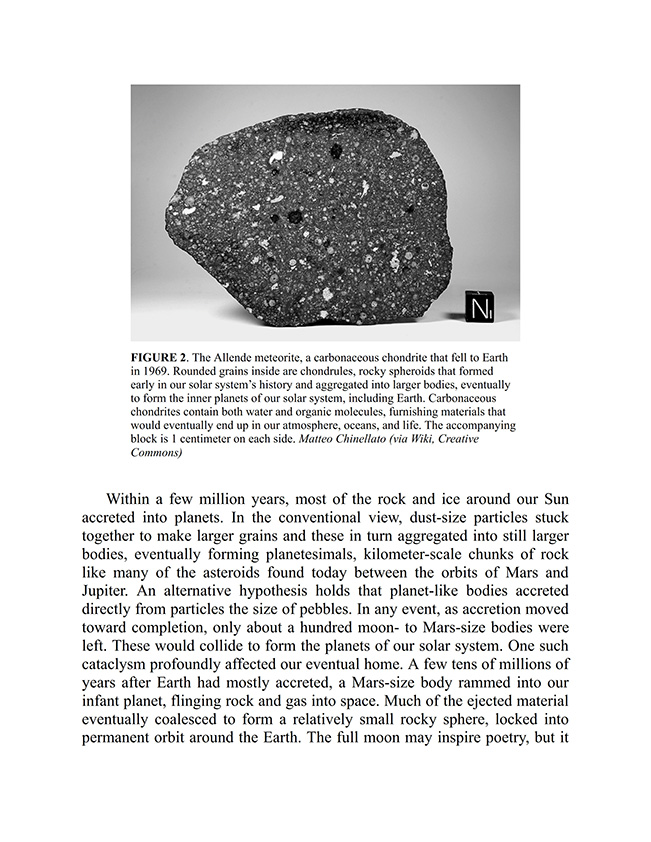 N
FIGURE 2. The Allende meteorite, a carbonaceous chondrite that fell to Earth
in 1969. Rounded grains inside are chondrules, rocky spheroids that formed
early in our solar system’s history and aggregated into larger bodies, eventually
to form the inner planets of our solar system, including Earth. Carbonaceous
chondrites contain both water and organic molecules, furnishing materials that
would eventually end up in our atmosphere, oceans, and life. The accompanying
block is 1 centimeter on each side. Matteo Chinellato (via Wiki, Creative
Commons)
Within a few million years, most of the rock and ice around our Sun
accreted into planets. In the conventional view, dust-size particles stuck
together to make larger grains and these in turn aggregated into still larger
bodies, eventually forming planetesimals, kilometer-scale chunks of rock
like many of the asteroids found today between the orbits of Mars and
Jupiter. An alternative hypothesis holds that planet-like bodies accreted
directly from particles the size of pebbles. In any event, as accretion moved
toward completion, only about a hundred moon- to Mars-size bodies were
left. These would collide to form the planets of our solar system. One such
cataclysm profoundly affected our eventual home. A few tens of millions of
years after Earth had mostly accreted, a Mars-size body rammed into our
infant planet, flinging rock and gas into space. Much of the ejected material
eventually coalesced to form a relatively small rocky sphere, locked into
permanent orbit around the Earth. The full moon may inspire poetry, but it